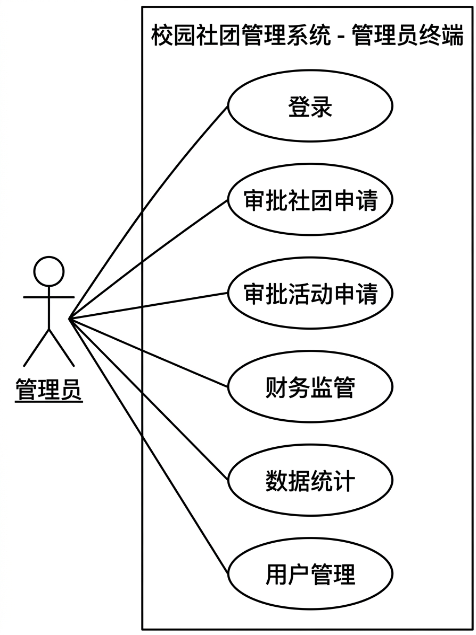 校园社团管理系统 - 管理员终端
登录
审批社团申请
审批活动申请
管理员
财务监管
数据统计
用户管理